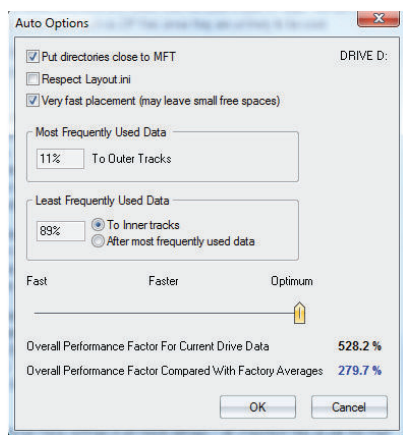 Auto Options
Put directories close to MFT
DRIVE D:
Respect Layout.ini
Very fast placement (may leave small free spaces)
Most Frequently Used Data
11% To Outer Tracks
Least Frequently Used Data
89%
To Inner tracks
After most frequently used data
Fast Faster Optimum
Overall Performance Factor For Current Drive Data 528.2 %
Overall Performance Factor Compared With Factory Averages 279.7 %
OK Cancel